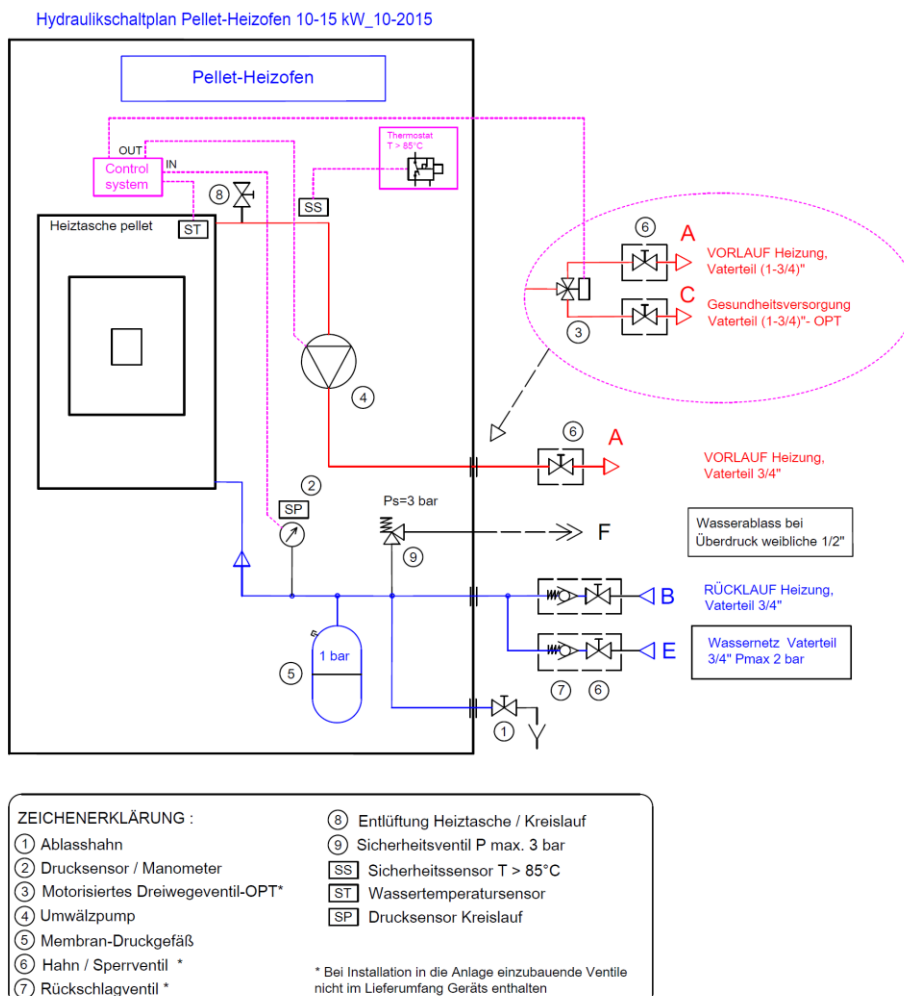 Hydraulikschaltplan Pellet-Heizofen 10-15 kW_10-2015
Pellet-Heizofen
Thermostat
T > 85°C
OUT
IN
Control
system
8
SS
Heiztasche pellet
ST
6
A
VORLAUF Heizung,
Vaterteil (1-3/4)"
C
Gesundheitsversorgung
Vaterteil (1-3/4)"- OPT
3
4
6
A
VORLAUF Heizung,
Vaterteil 3/4"
2
SP
Ps=3 bar
F
Wasserablass bei
Überdruck weibliche 1/2"
9
B
RÜCKLAUF Heizung,
Vaterteil 3/4"
1 bar
5
E
Wassernetz Vaterteil
3/4" Pmax 2 bar
7
6
1
ZEICHENERKLÄRUNG :
1 Ablasshahn
2 Drucksensor / Manometer
3 Motorisiertes Dreiwegeventil-OPT*
4 Umwälzpump
5 Membran-Druckgefäß
6 Hahn / Sperrventil *
7 Rückschlagventil *
8 Entlüftung Heiztasche / Kreislauf
9 Sicherheitsventil P max. 3 bar
SS Sicherheitssensor T > 85°C
ST Wassertemperatursensor
SP Drucksensor Kreislauf
* Bei Installation in die Anlage einzubauende Ventile
nicht im Lieferumfang Geräts enthalten